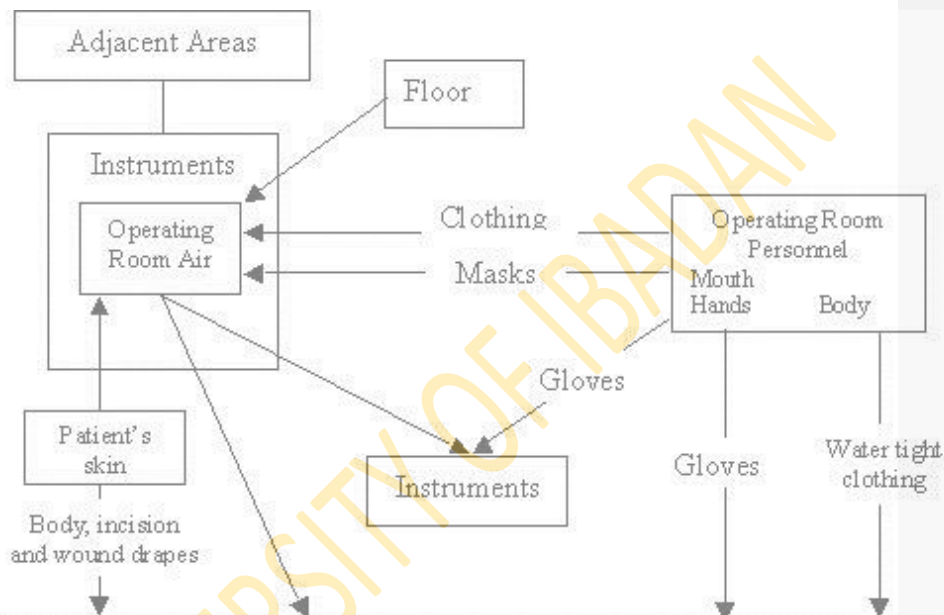 Adjacent Areas
Floor
Instruments
Operating
Room Air
Clothing
Masks
Operating Room
Personnel
Mouth
Hands Body
Gloves
Patient's
skin
Instruments
Gloves
Water tight
clothing
Body, incision
and wound drapes
VERSITY OF IBADAN